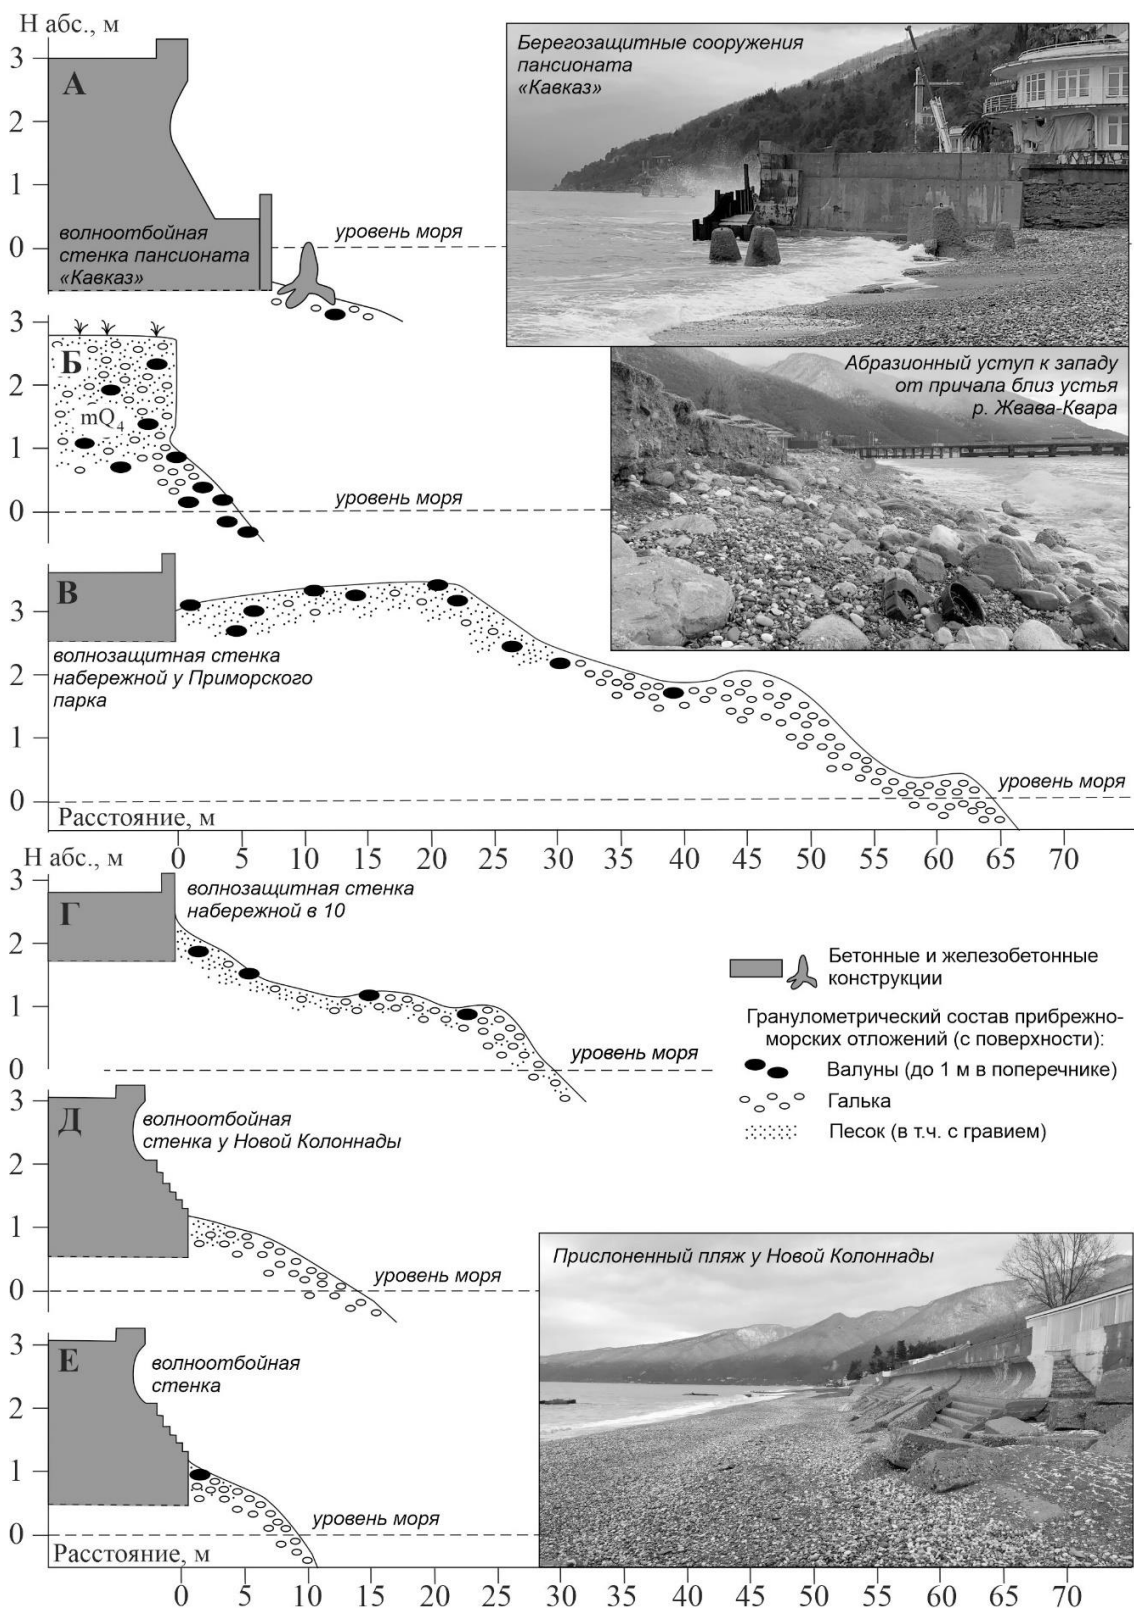 Н абс., м
3
2
1
0
А
волноотбойная
стенка пансионата
«Кавказ»
уровень моря
Берегозащитные сооружения
пансионата
«Кавказ»
3
2
1
0
Б
mQ4
уровень моря
Абразионный уступ к западу
от причала близ устья
р. Жвава-Квара
3
2
1
0
В
волнозащитная стенка
набережной у Приморского
парка
уровень моря
Расстояние, м
0 5 10 15 20 25 30 35 40 45 50 55 60 65 70
Н абс., м
3
2
1
0
Г
волнозащитная стенка
набережной в 10
уровень моря
Бетонные и железобетонные
конструкции
Гранулометрический состав прибрежно-
морских отложений (с поверхности):
Валуны (до 1 м в поперечнике)
Галька
Песок (в т.ч. с гравием)
3
2
1
0
Д
волноотбойная
стенка у Новой Колоннады
уровень моря
Прислоненный пляж у Новой Колоннады
3
2
1
0
Е
волноотбойная
стенка
уровень моря
Расстояние, м
0 5 10 15 20 25 30 35 40 45 50 55 60 65 70